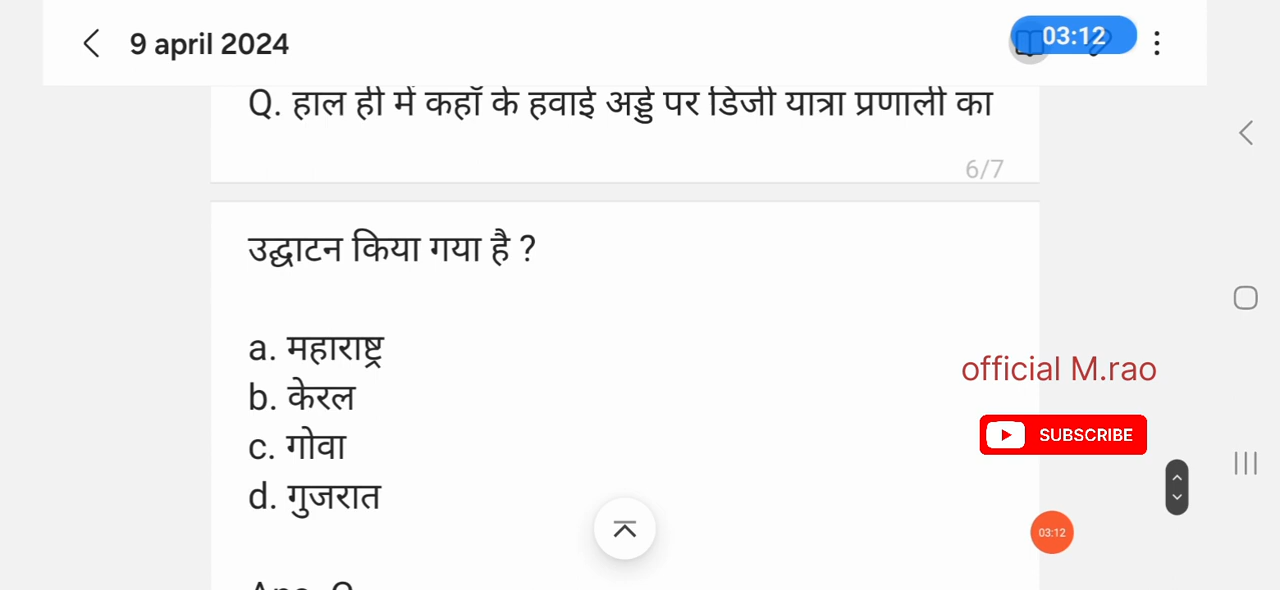 9 april 2024
03:12
Q. हाल ही में कहाँ के हवाई अड्डे पर डिजी यात्रा प्रणाली का
6/7
उद्घाटन किया गया है ?
a. महाराष्ट्र
b. केरल
c. गोवा
d. गुजरात
official M.rao
SUBSCRIBE
03:12